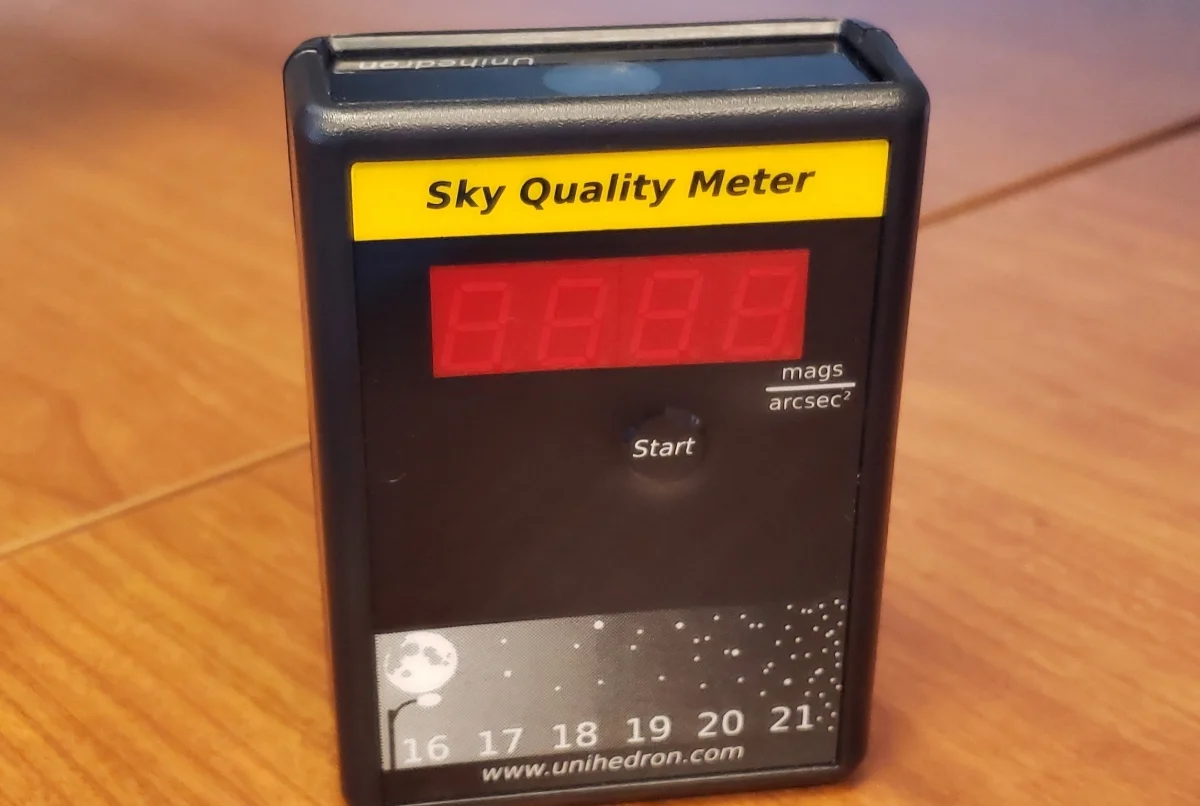 Unihedron
Sky Quality Meter
mags
arcsec²
Start
16 17 18 19 20 21
www.unihedron.com